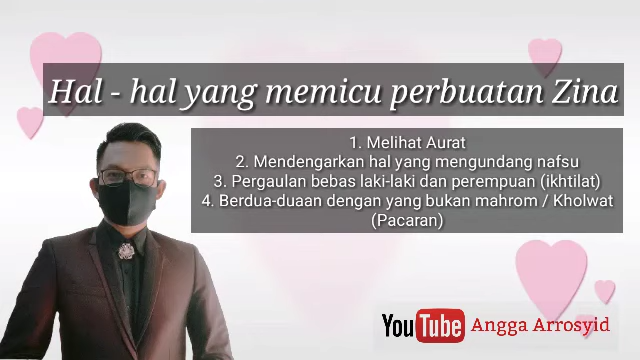 Hal - hal yang memicu perbuatan Zina
1. Melihat Aurat
2. Mendengarkan hal yang mengundang nafsu
3. Pergaulan bebas laki-laki dan perempuan (ikhtilat)
4. Berdua-duaan dengan yang bukan mahrom / Kholwat
(Pacaran)
YouTube Angga Arrosyid